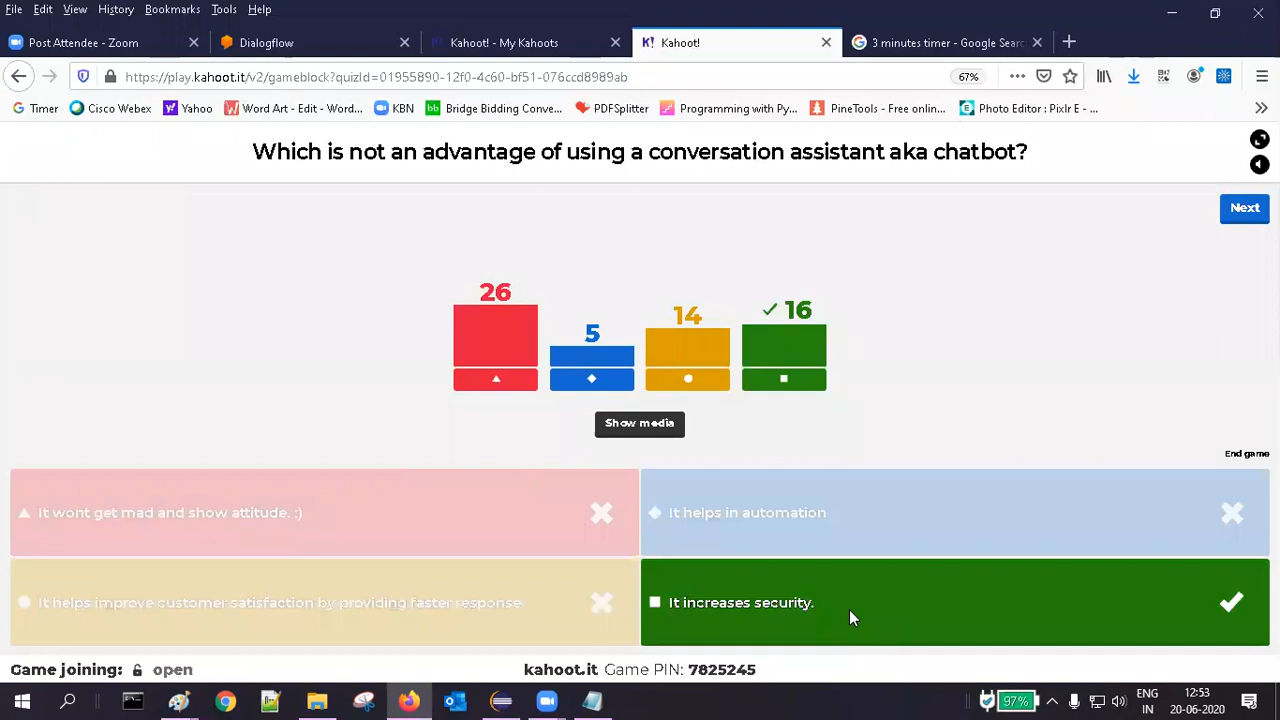 File Edit View History Bookmarks Tools Help
Post Attendee - Zoom
Dialogflow
Kahoot! - My Kahoots
K! Kahoot!
3 minutes timer - Google Searc
https://play.kahoot.it/v2/gameblock?quizId=01955890-12f0-4c60-bf51-076ccd8989ab
67%
Timer
Cisco Webex
Yahoo
Word Art - Edit - Word...
KBN
bb Bridge Bidding Conve...
PDFSplitter
Programming with Py...
PineTools - Free onlin...
Photo Editor : Pixlr E - ...
Which is not an advantage of using a conversation assistant aka chatbot?
Next
26
5
14
16
Show media
End game
It wont get mad and show attitude. :)
It helps in automation
It helps improve customer satisfaction by providing faster response.
It increases security.
Game joining: open
kahoot.it Game PIN: 7825245
97%
ENG
IN
12:53
20-06-2020